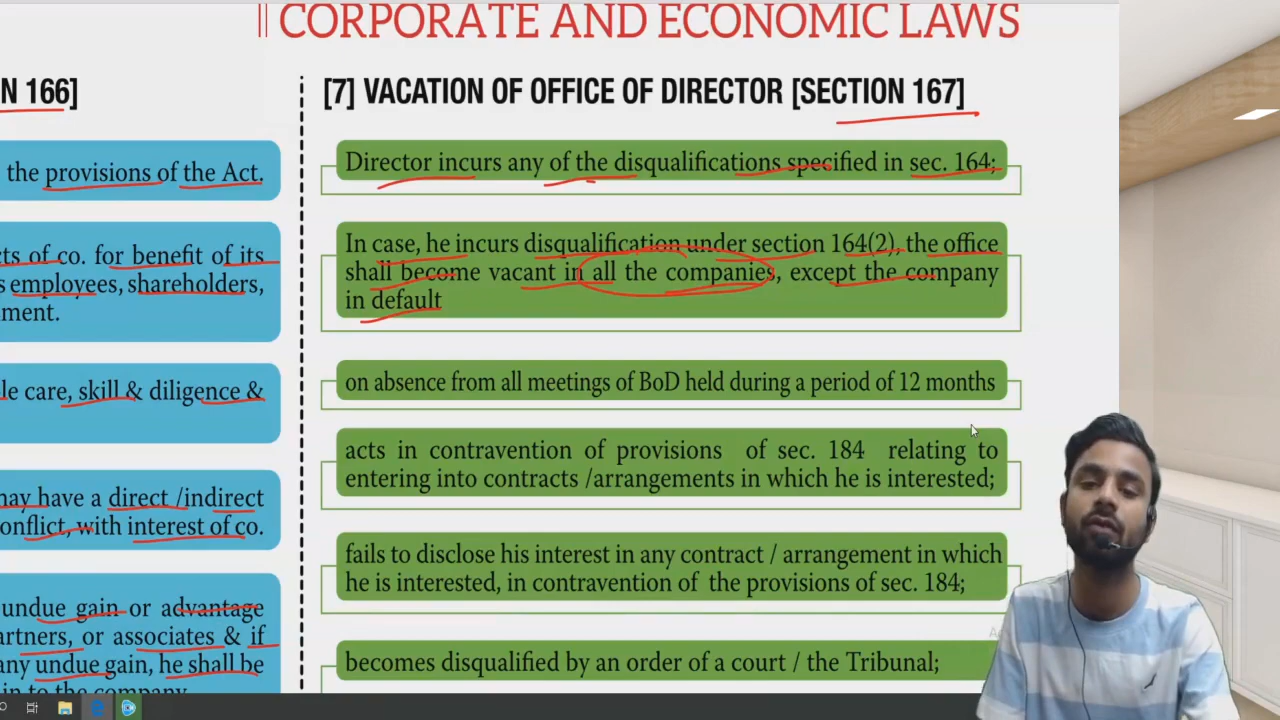 CORPORATE AND ECONOMIC LAWS
N 166]
the provisions of the Act.
cts of co. for benefit of its
s employees, shareholders,
ment.
le care, skill & diligence &
may have a direct /indirect
onflict, with interest of co.
undue gain or advantage
artners, or associates & if
any undue gain, he shall be
in to the company
[7] VACATION OF OFFICE OF DIRECTOR [SECTION 167]
Director incurs any of the disqualifications specified in sec. 164;
In case, he incurs disqualification under section 164(2), the office
shall become vacant in all the companies, except the company
in default
on absence from all meetings of BoD held during a period of 12 months
acts in contravention of provisions of sec. 184 relating to
entering into contracts /arrangements in which he is interested;
fails to disclose his interest in any contract / arrangement in which
he is interested, in contravention of the provisions of sec. 184;
becomes disqualified by an order of a court / the Tribunal;